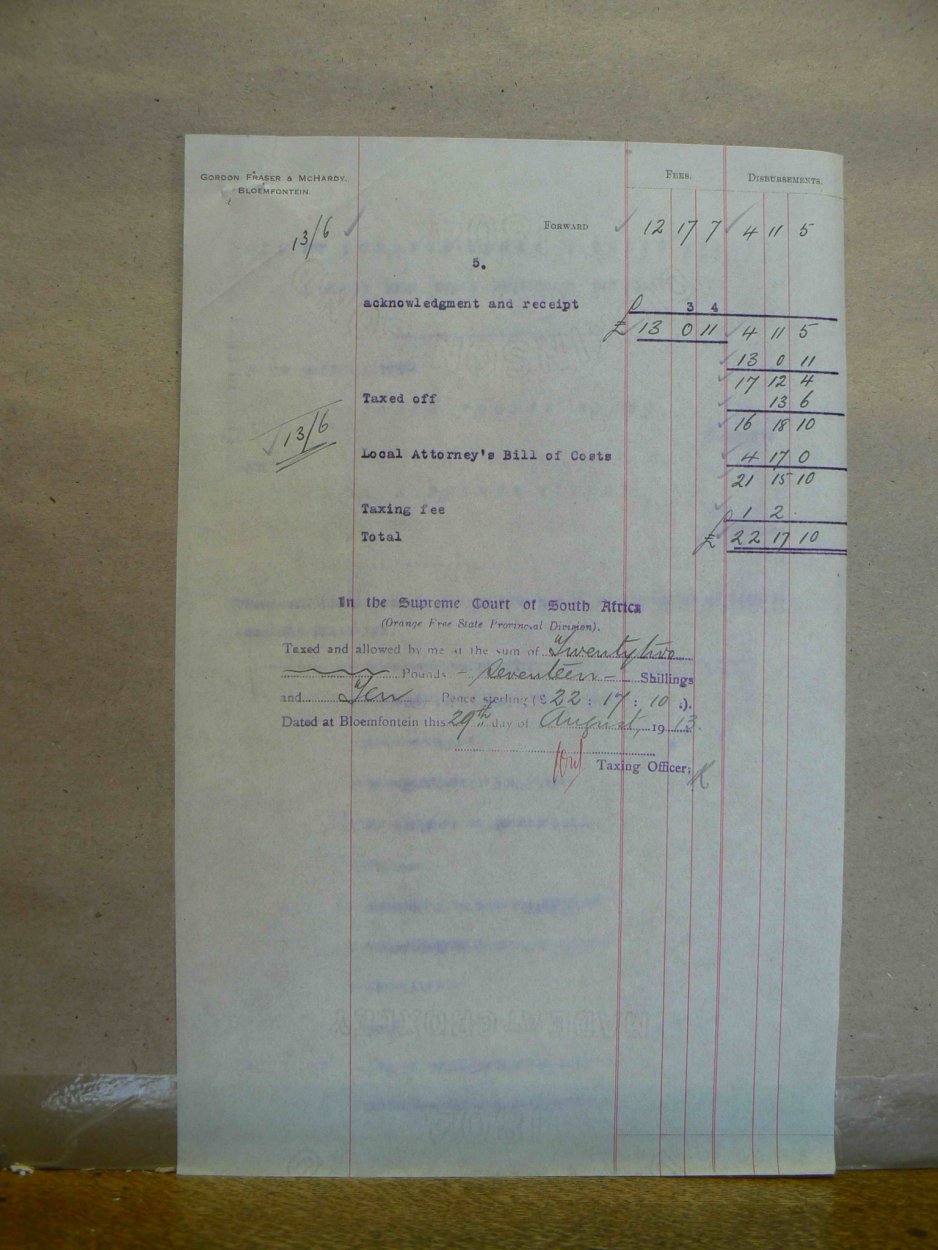 GORDON FRASER & MCHARDY.
BLOEMFONTEIN
FEES. DISBURSEMENTS.
13/6 FORWARD 12 17 7 4 11 5
5.
acknowledgment and receipt 3 4
£ 13 0 11 4 11 5
13 0 11
17 12 4
Taxed off 13 6
13/6 16 18 10
Local Attorney's Bill of Costs 4 17 0
21 15 10
Taxing fee 1 2
Total £ 22 17 10
In the Supreme Court of South Africa
(Orange Free State Provincial Division).
Taxed and allowed by me at the sum of Twenty two
Pounds - Seventeen - Shillings
and Ten Pence sterling (£ 22 : 17 : 10 :).
Dated at Bloemfontein this 29th day of August, 1913.
Taxing Officer;